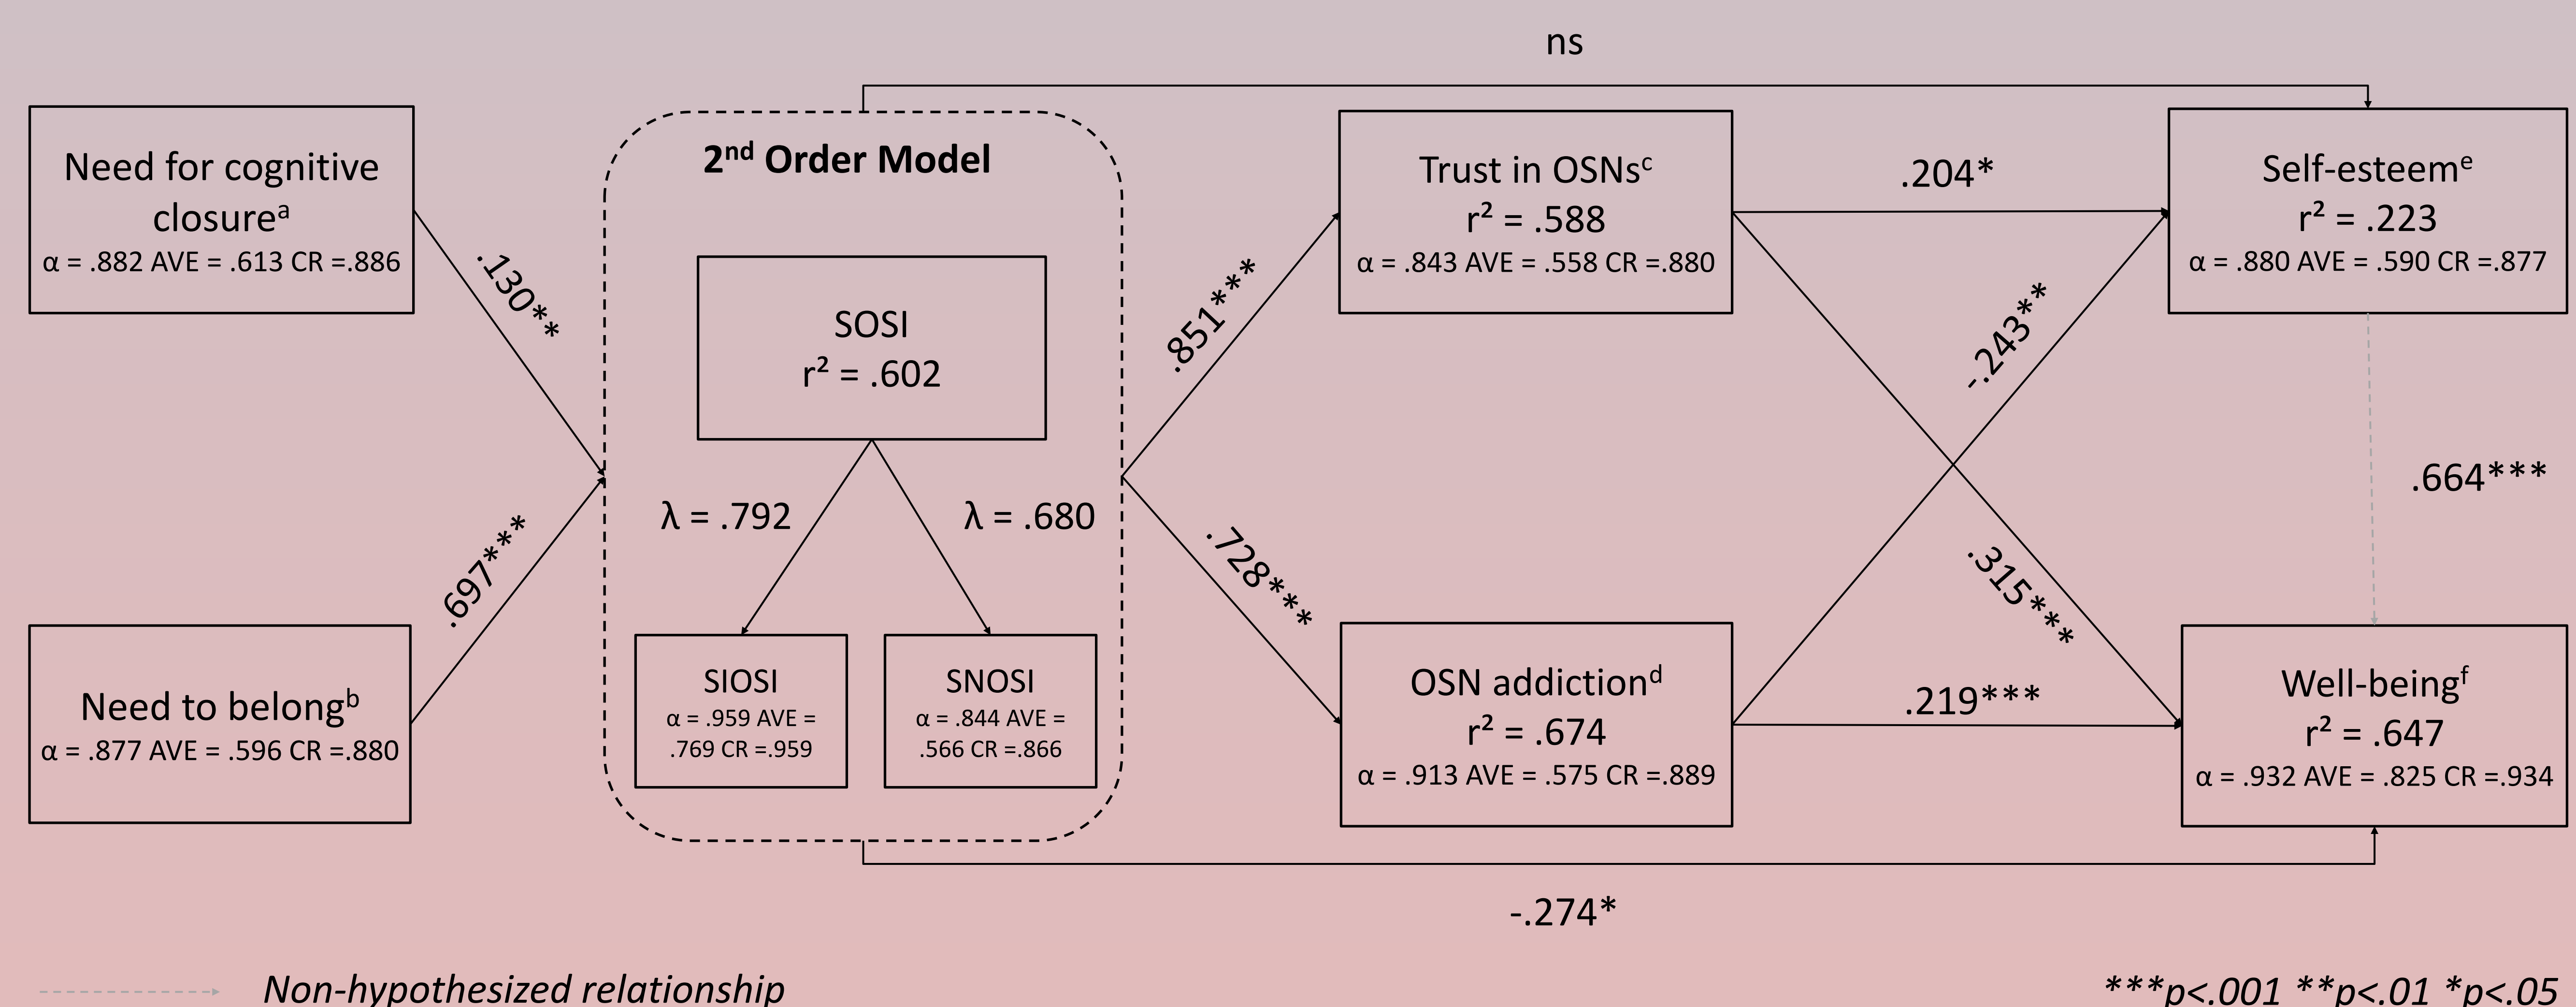 ns
Need for cognitive
closureᵃ
α = .882 AVE = .613 CR =.886
2ⁿᵈ Order Model
Trust in OSNsᶜ
r² = .588
α = .843 AVE = .558 CR =.880
.204*
Self-esteemᵉ
r² = .223
α = .880 AVE = .590 CR =.877
.130**
SOSI
r² = .602
.851***
-.243**
.664***
λ = .792
λ = .680
.697***
.728***
.315***
Need to belongᵇ
α = .877 AVE = .596 CR =.880
SIOSI
α = .959 AVE =
.769 CR =.959
SNOSI
α = .844 AVE =
.566 CR =.866
OSN addictionᵈ
r² = .674
α = .913 AVE = .575 CR =.889
.219***
Well-beingᶠ
r² = .647
α = .932 AVE = .825 CR =.934
-.274*
Non-hypothesized relationship
***p<.001 **p<.01 *p<.05